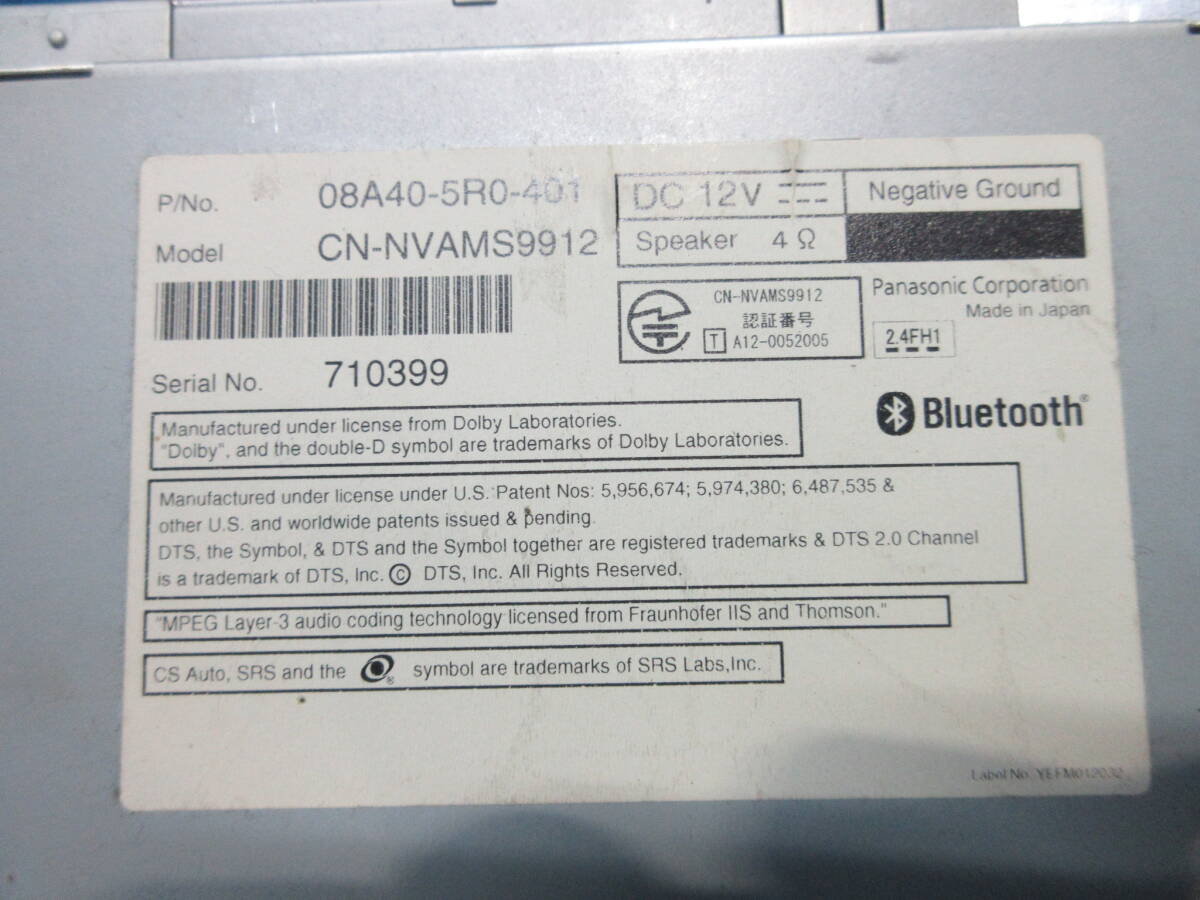 P/No. 08A40-5R0-401
Model CN-NVAMS9912
DC 12V
Negative Ground
Speaker 4 Ω
CN-NVAMS9912
認証番号
T A12-0052005
Panasonic Corporation
Made in Japan
2.4FH1
Serial No. 710399
Bluetooth®
Manufactured under license from Dolby Laboratories.
"Dolby", and the double-D symbol are trademarks of Dolby Laboratories.
Manufactured under license under U.S. Patent Nos: 5,956,674; 5,974,380; 6,487,535 &
other U.S. and worldwide patents issued & pending.
DTS, the Symbol, & DTS and the Symbol together are registered trademarks & DTS 2.0 Channel
is a trademark of DTS, Inc. © DTS, Inc. All Rights Reserved.
"MPEG Layer-3 audio coding technology licensed from Fraunhofer IIS and Thomson."
CS Auto, SRS and the ® symbol are trademarks of SRS Labs,Inc.
Label No. YEFM012032